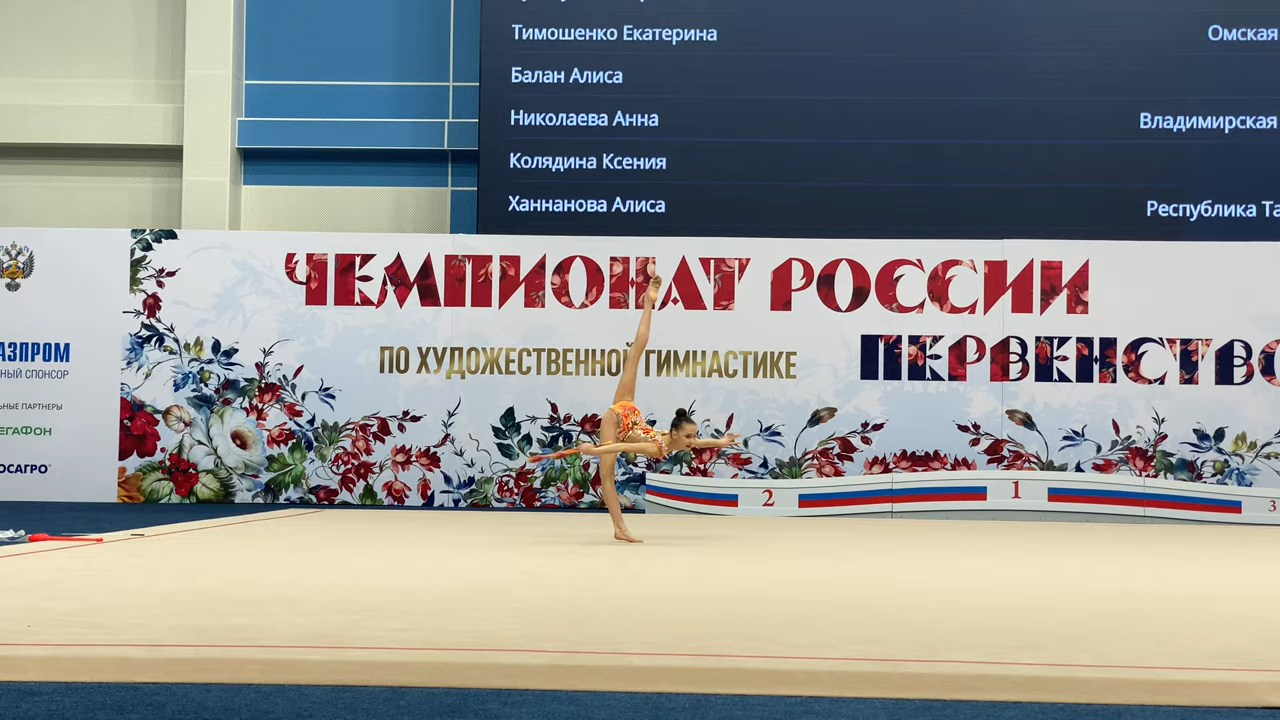 Тимошенко Екатерина Омская
Балан Алиса
Николаева Анна Владимирская
Колядина Ксения
Ханнанова Алиса Республика Та
ЧЕМПИОНАТ РОССИИ
ПО ХУДОЖЕСТВЕННОЙ ГИМНАСТИКЕ
ПЕРВЕНСТВО
АЗПРОМ
НЫЙ СПОНСОР
ЛЬНЫЕ ПАРТНЕРЫ
ЕГАФОН
ОСАГРО
2 1 3